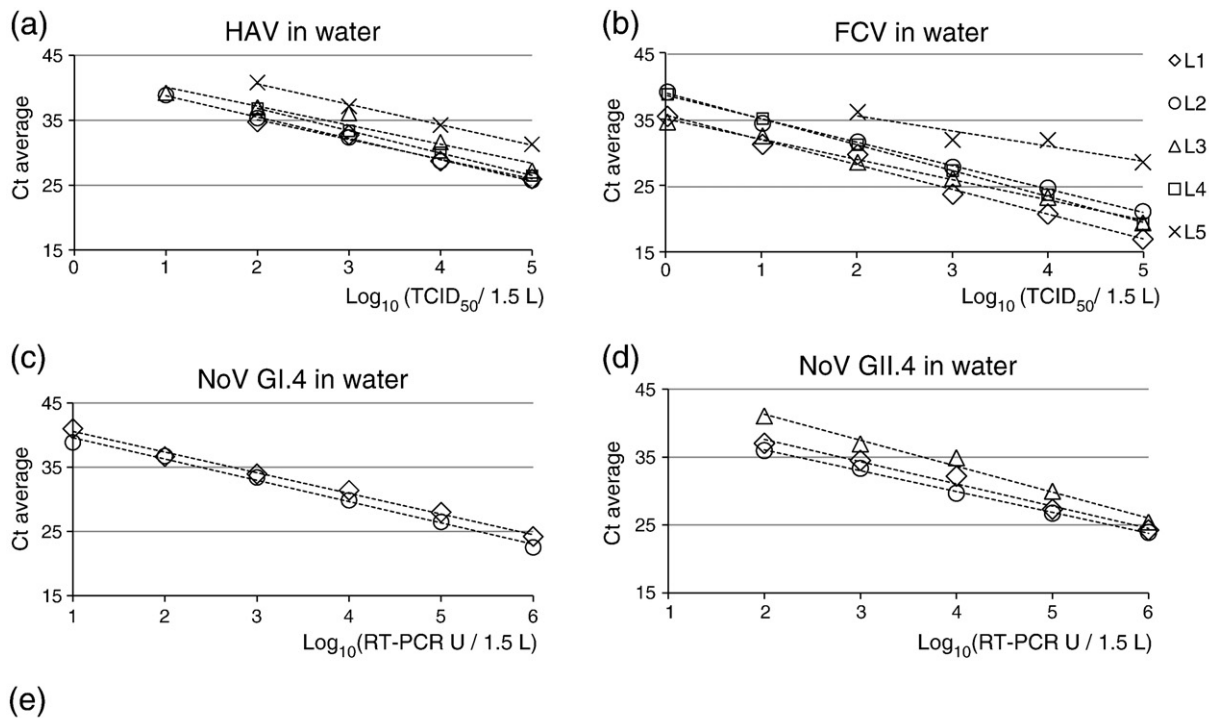 (a)
HAV in water
45
35
25
15
Ct average
0 1 2 3 4 5
Log10 (TCID50/ 1.5 L)
(b)
FCV in water
45
35
25
15
Ct average
0 1 2 3 4 5
Log10 (TCID50/ 1.5 L)
L1
L2
L3
L4
L5
(c)
NoV GI.4 in water
45
35
25
15
Ct average
1 2 3 4 5 6
Log10(RT-PCR U / 1.5 L)
(d)
NoV GII.4 in water
45
35
25
15
Ct average
1 2 3 4 5 6
Log10(RT-PCR U / 1.5 L)
(e)